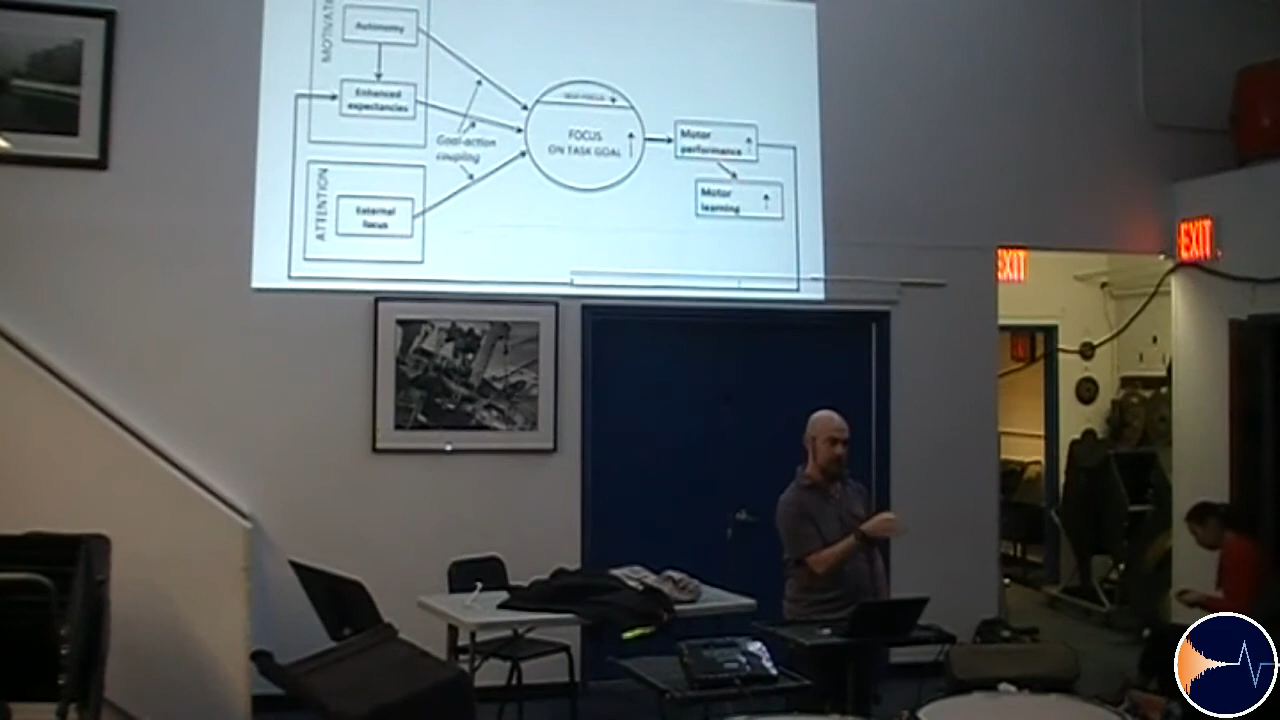 MOTIVAT
Autonomy
Enhanced
expectancies
Goal-action
coupling
ATTENTION
External
focus
FOCUS
ON TASK GOAL
Motor
performance
Motor
learning
EXIT
EXIT